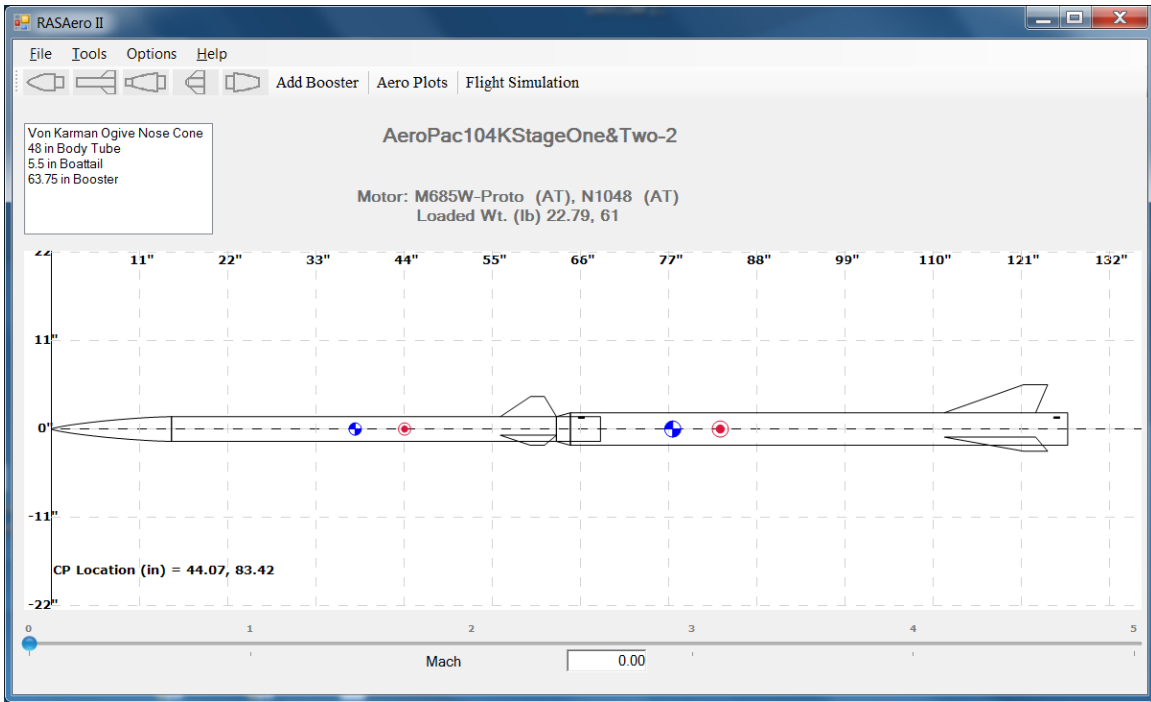 RASAero II
File Tools Options Help
Add Booster Aero Plots Flight Simulation
Von Karman Ogive Nose Cone
48 in Body Tube
5.5 in Boattail
63.75 in Booster
AeroPac104KStageOne&Two-2
Motor: M685W-Proto (AT), N1048 (AT)
Loaded Wt. (lb) 22.79, 61
22" 11" 22" 33" 44" 55" 66" 77" 88" 99" 110" 121" 132"
11"
0"
-11"
CP Location (in) = 44.07, 83.42
-22"
0 1 2 3 4 5
Mach 0.00